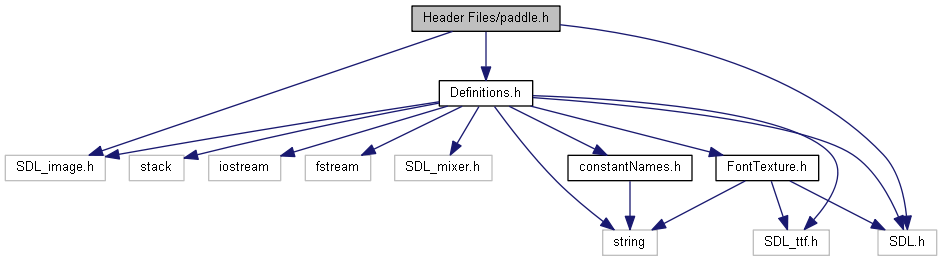 Header Files/paddle.h
Definitions.h
SDL_image.h
stack
iostream
fstream
SDL_mixer.h
constantNames.h
FontTexture.h
string
SDL_ttf.h
SDL.h